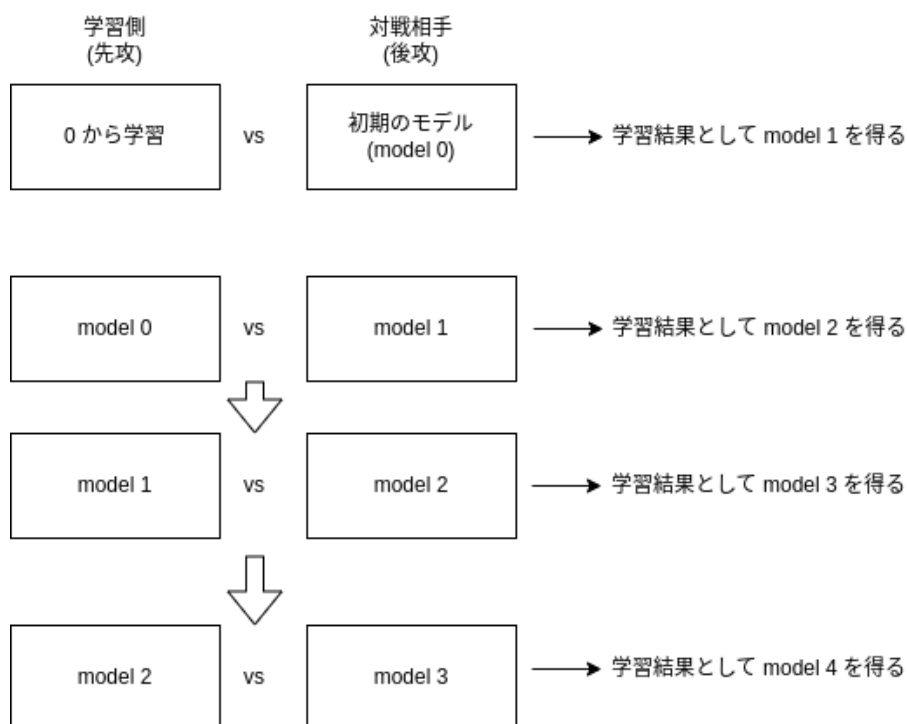 学習側
(先攻)
対戦相手
(後攻)
0 から学習
vs
初期のモデル
(model 0)
学習結果として model 1 を得る
model 0
vs
model 1
学習結果として model 2 を得る
model 1
vs
model 2
学習結果として model 3 を得る
model 2
vs
model 3
学習結果として model 4 を得る